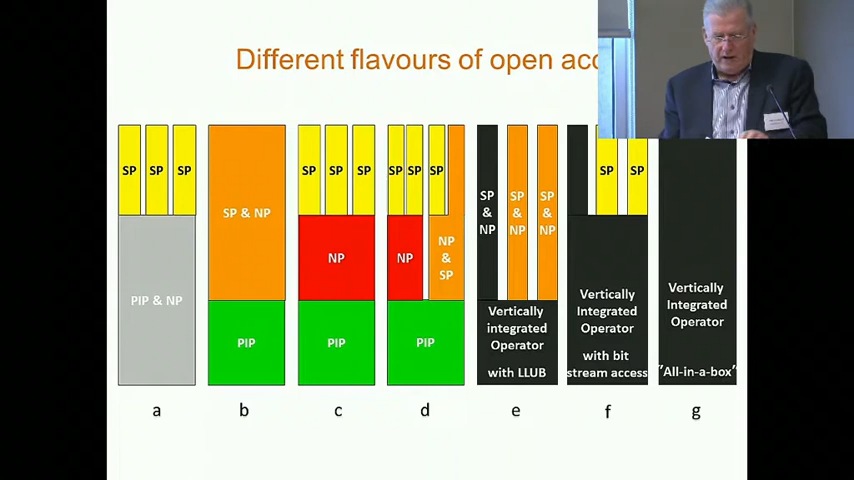 Different flavours of open acc
SP SP SP
PIP & NP
a
SP & NP
PIP
b
SP SP SP
NP
PIP
c
SP SP SP
NP
NP
&
SP
PIP
d
SP
&
NP
SP
&
NP
SP
&
NP
Vertically
integrated
Operator
with LLUB
e
SP SP
Vertically
Integrated
Operator
with bit
stream access
f
Vertically
Integrated
Operator
"All-in-a-box"
g